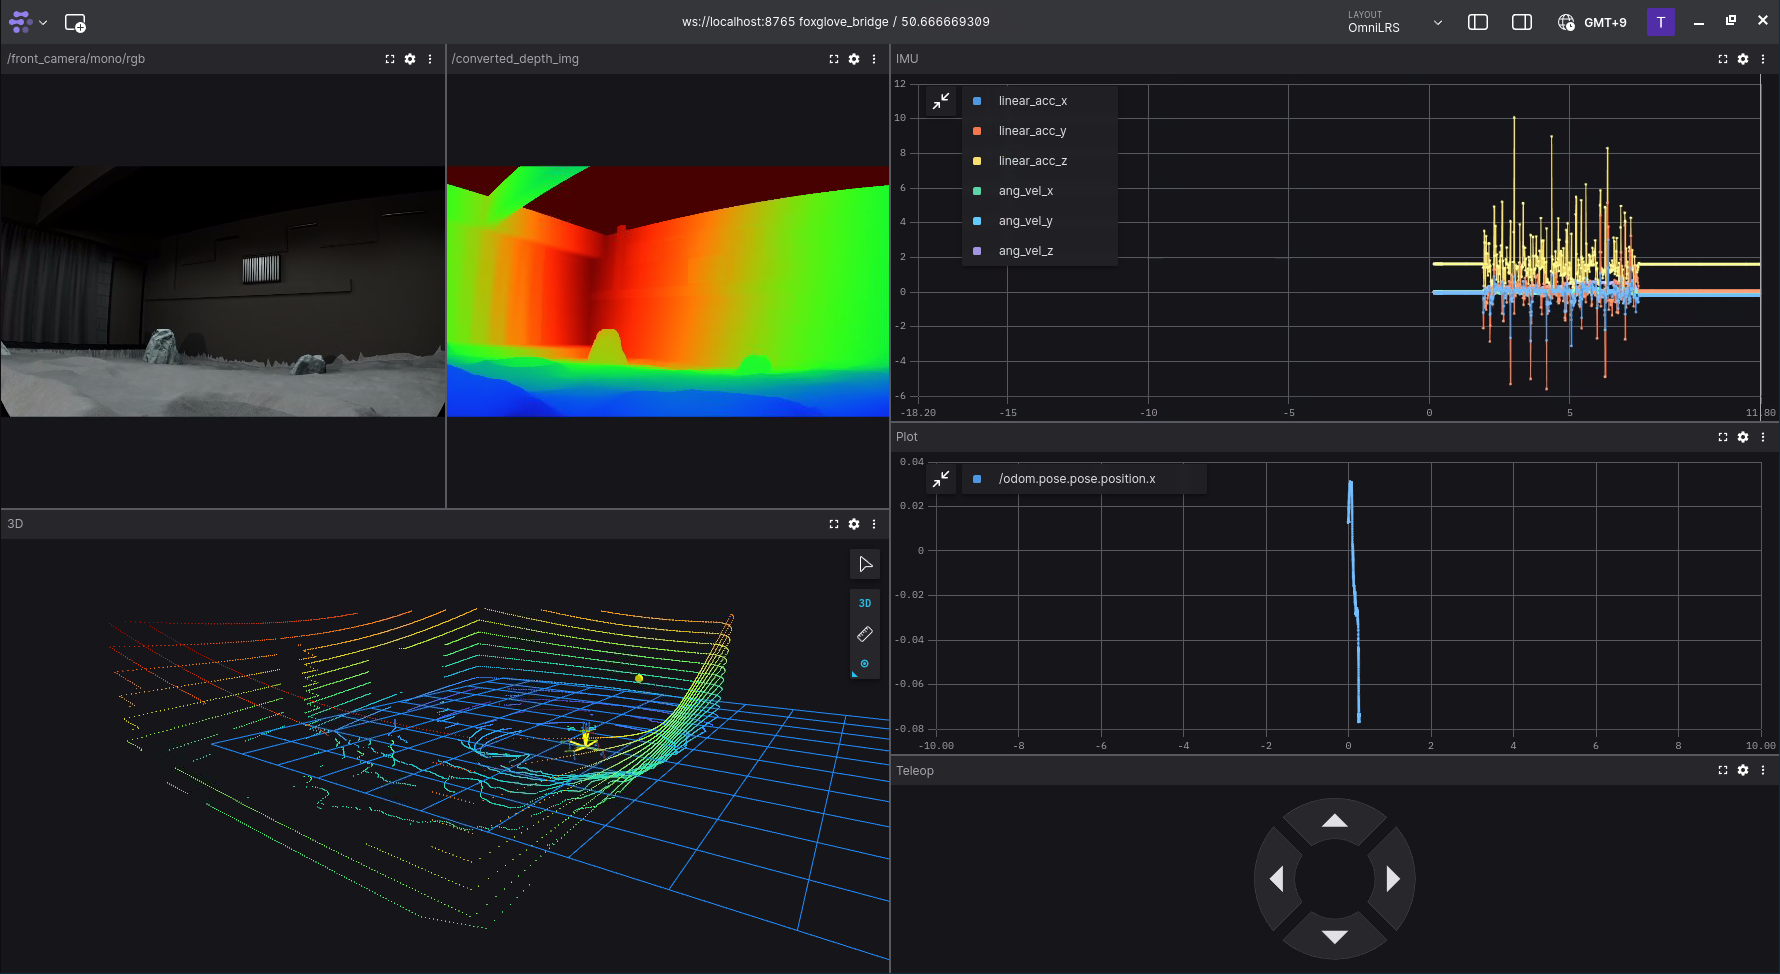 ws://localhost:8765 foxglove_bridge / 50.666669309
LAYOUT
OmniLRS
GMT+9
T
/front_camera/mono/rgb
/converted_depth_img
IMU
12
10
8
6
4
2
0
-2
-4
-6
linear_acc_x
linear_acc_y
linear_acc_z
ang_vel_x
ang_vel_y
ang_vel_z
-18.20
-15
-10
-5
0
5
11.80
Plot
0.04
0.02
0
-0.02
-0.04
-0.06
-0.08
/odom.pose.pose.position.x
-10.00
-8
-6
-4
-2
0
2
4
6
8
10.00
3D
3D
Teleop